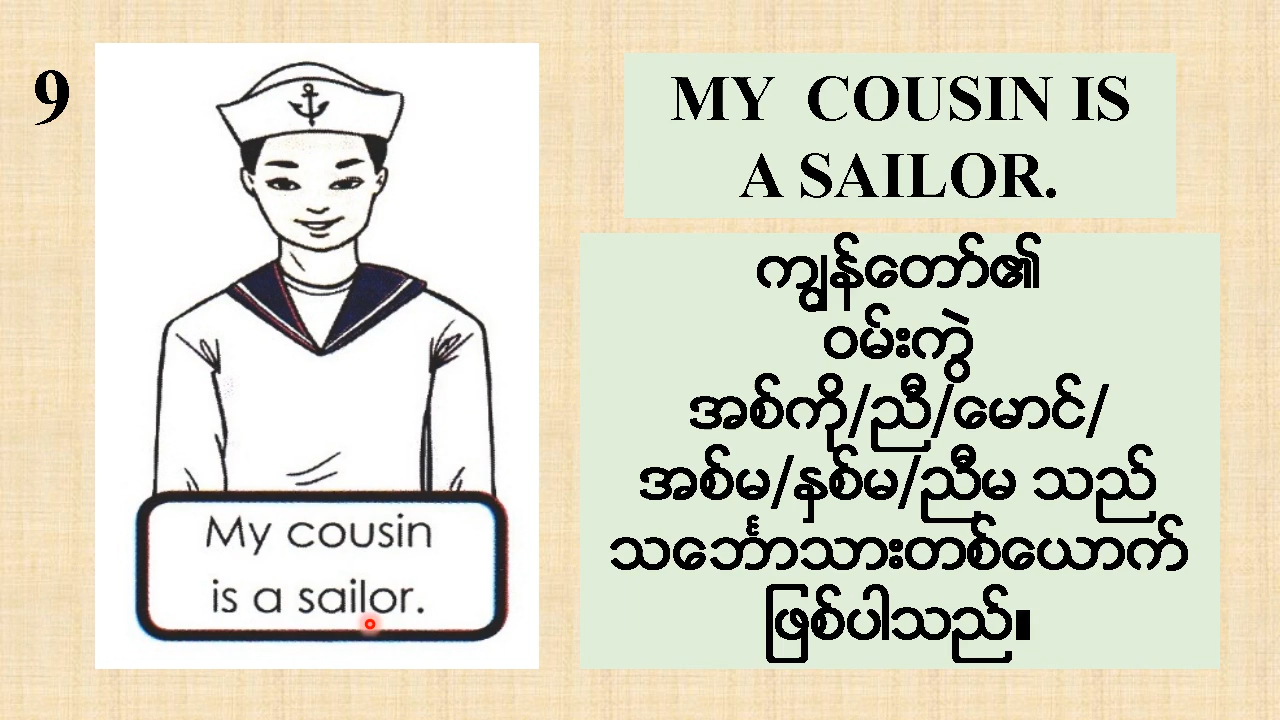 9
MY COUSIN IS
A SAILOR.
My cousin
is a sailor.
ကျွန်တော်၏
ဝမ်းကွဲ
အစ်ကို/ညီ/မောင်/
အစ်မ/နှစ်မ/ညီမ သည်
သင်္ဘောသားတစ်ယောက်
ဖြစ်ပါသည်။